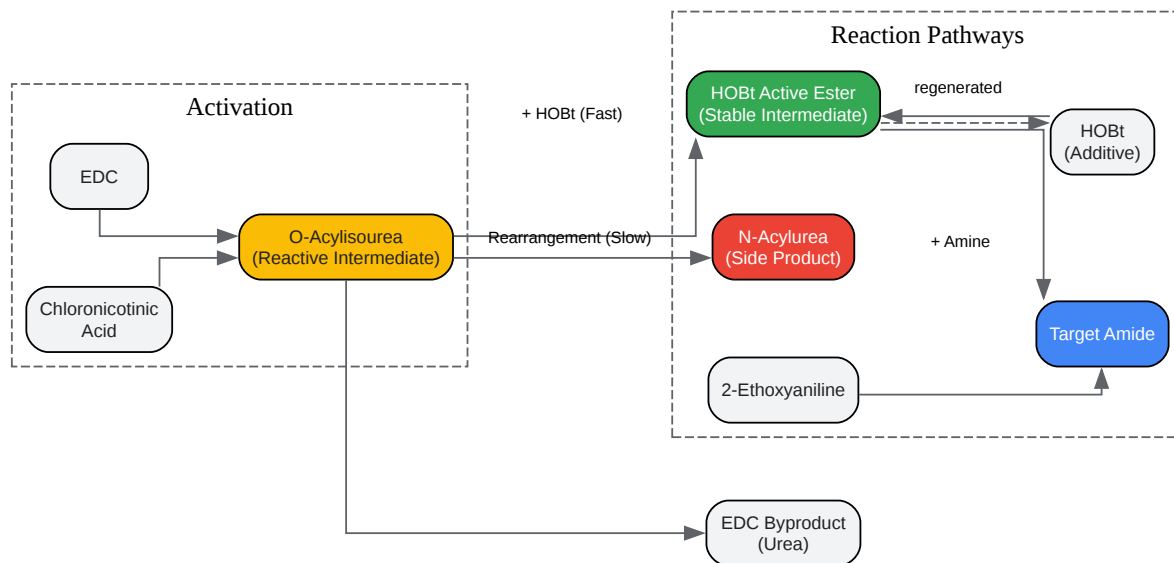 Reaction Pathways
Activation
HOBt Active Ester
(Stable Intermediate)
regenerated
+ HOBt (Fast)
HOBt
(Additive)
EDC
O-Acylisourea
(Reactive Intermediate)
Rearrangement (Slow)
N-Acylurea
(Side Product)
+ Amine
Chloronicotinic
Acid
Target Amide
2-Ethoxyaniline
EDC Byproduct
(Urea)